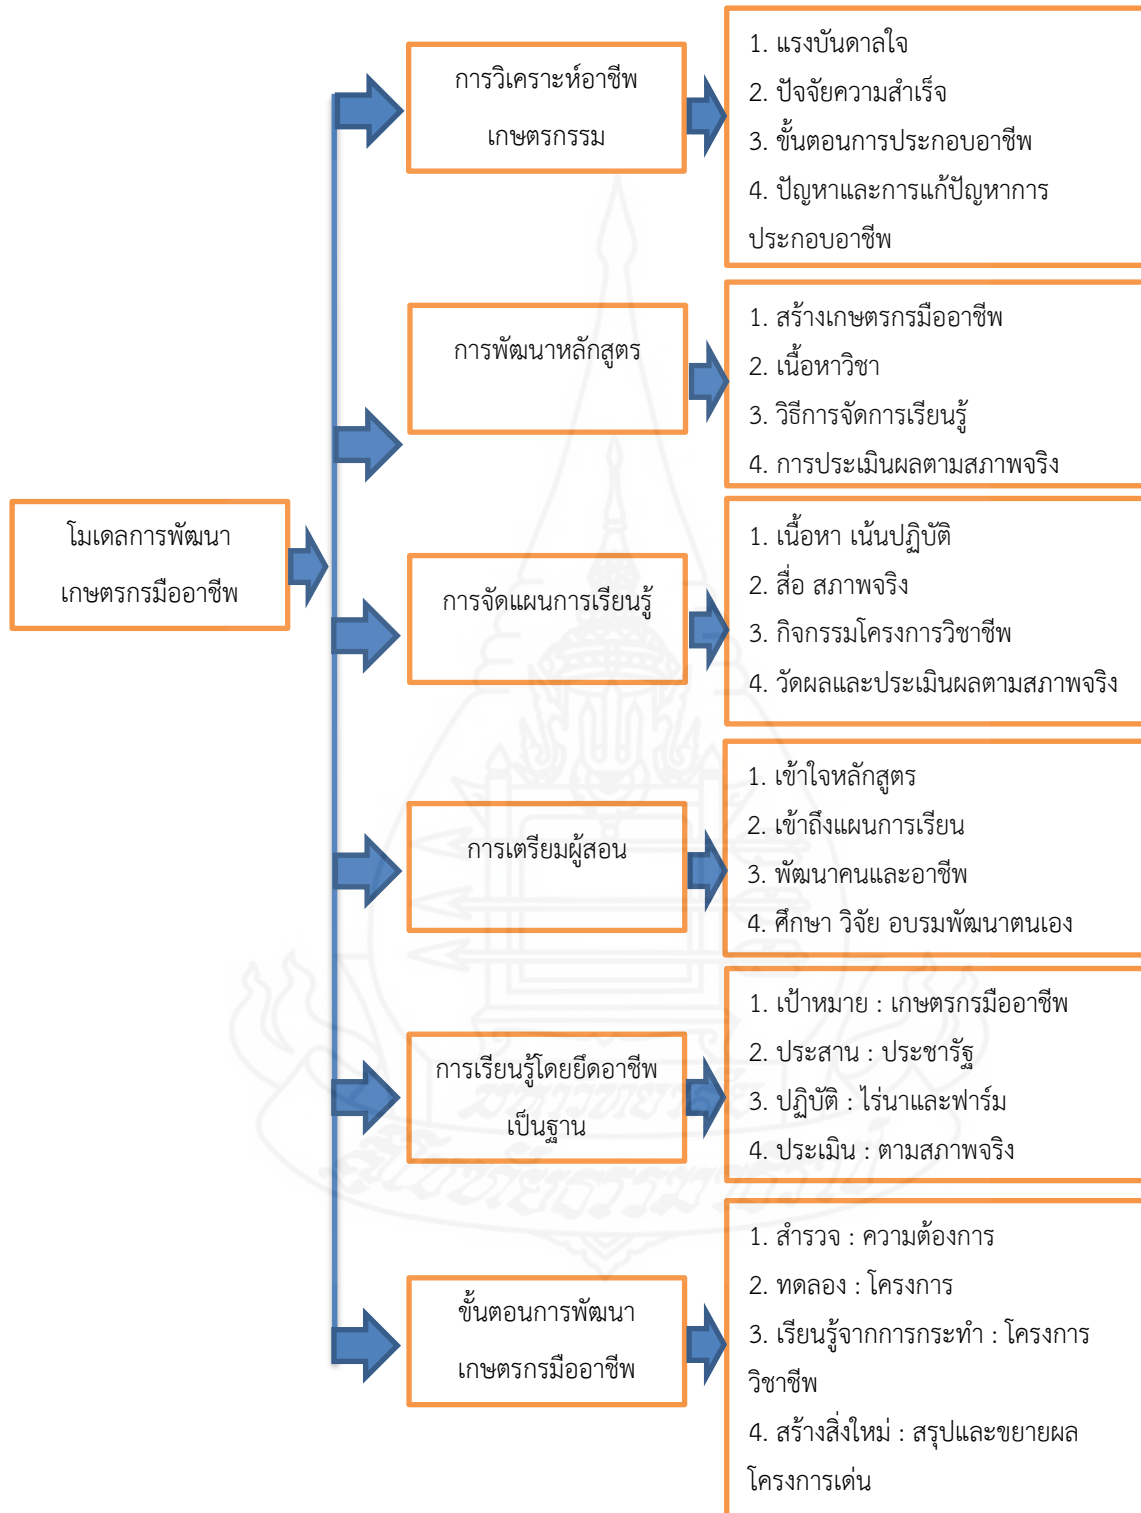 โมเดลการพัฒนา
เกษตรกรมืออาชีพ
การวิเคราะห์อาชีพ
เกษตรกรรม
1. แรงบันดาลใจ
2. ปัจจัยความสำเร็จ
3. ขั้นตอนการประกอบอาชีพ
4. ปัญหาและการแก้ปัญหาการ
ประกอบอาชีพ
การพัฒนาหลักสูตร
1. สร้างเกษตรกรมืออาชีพ
2. เนื้อหาวิชา
3. วิธีการจัดการเรียนรู้
4. การประเมินผลตามสภาพจริง
การจัดแผนการเรียนรู้
1. เนื้อหา เน้นปฏิบัติ
2. สื่อ สภาพจริง
3. กิจกรรมโครงการวิชาชีพ
4. วัดผลและประเมินผลตามสภาพจริง
การเตรียมผู้สอน
1. เข้าใจหลักสูตร
2. เข้าถึงแผนการเรียน
3. พัฒนาคนและอาชีพ
4. ศึกษา วิจัย อบรมพัฒนาตนเอง
การเรียนรู้โดยยึดอาชีพ
เป็นฐาน
1. เป้าหมาย : เกษตรกรมืออาชีพ
2. ประสาน : ประชารัฐ
3. ปฏิบัติ : ไร่นาและฟาร์ม
4. ประเมิน : ตามสภาพจริง
ขั้นตอนการพัฒนา
เกษตรกรมืออาชีพ
1. สำรวจ : ความต้องการ
2. ทดลอง : โครงการ
3. เรียนรู้จากการกระทำ : โครงการ
วิชาชีพ
4. สร้างสิ่งใหม่ : สรุปและขยายผล
โครงการเด่น
มหาวิทยาลัย
สุโขทัยธรรมาธิราช